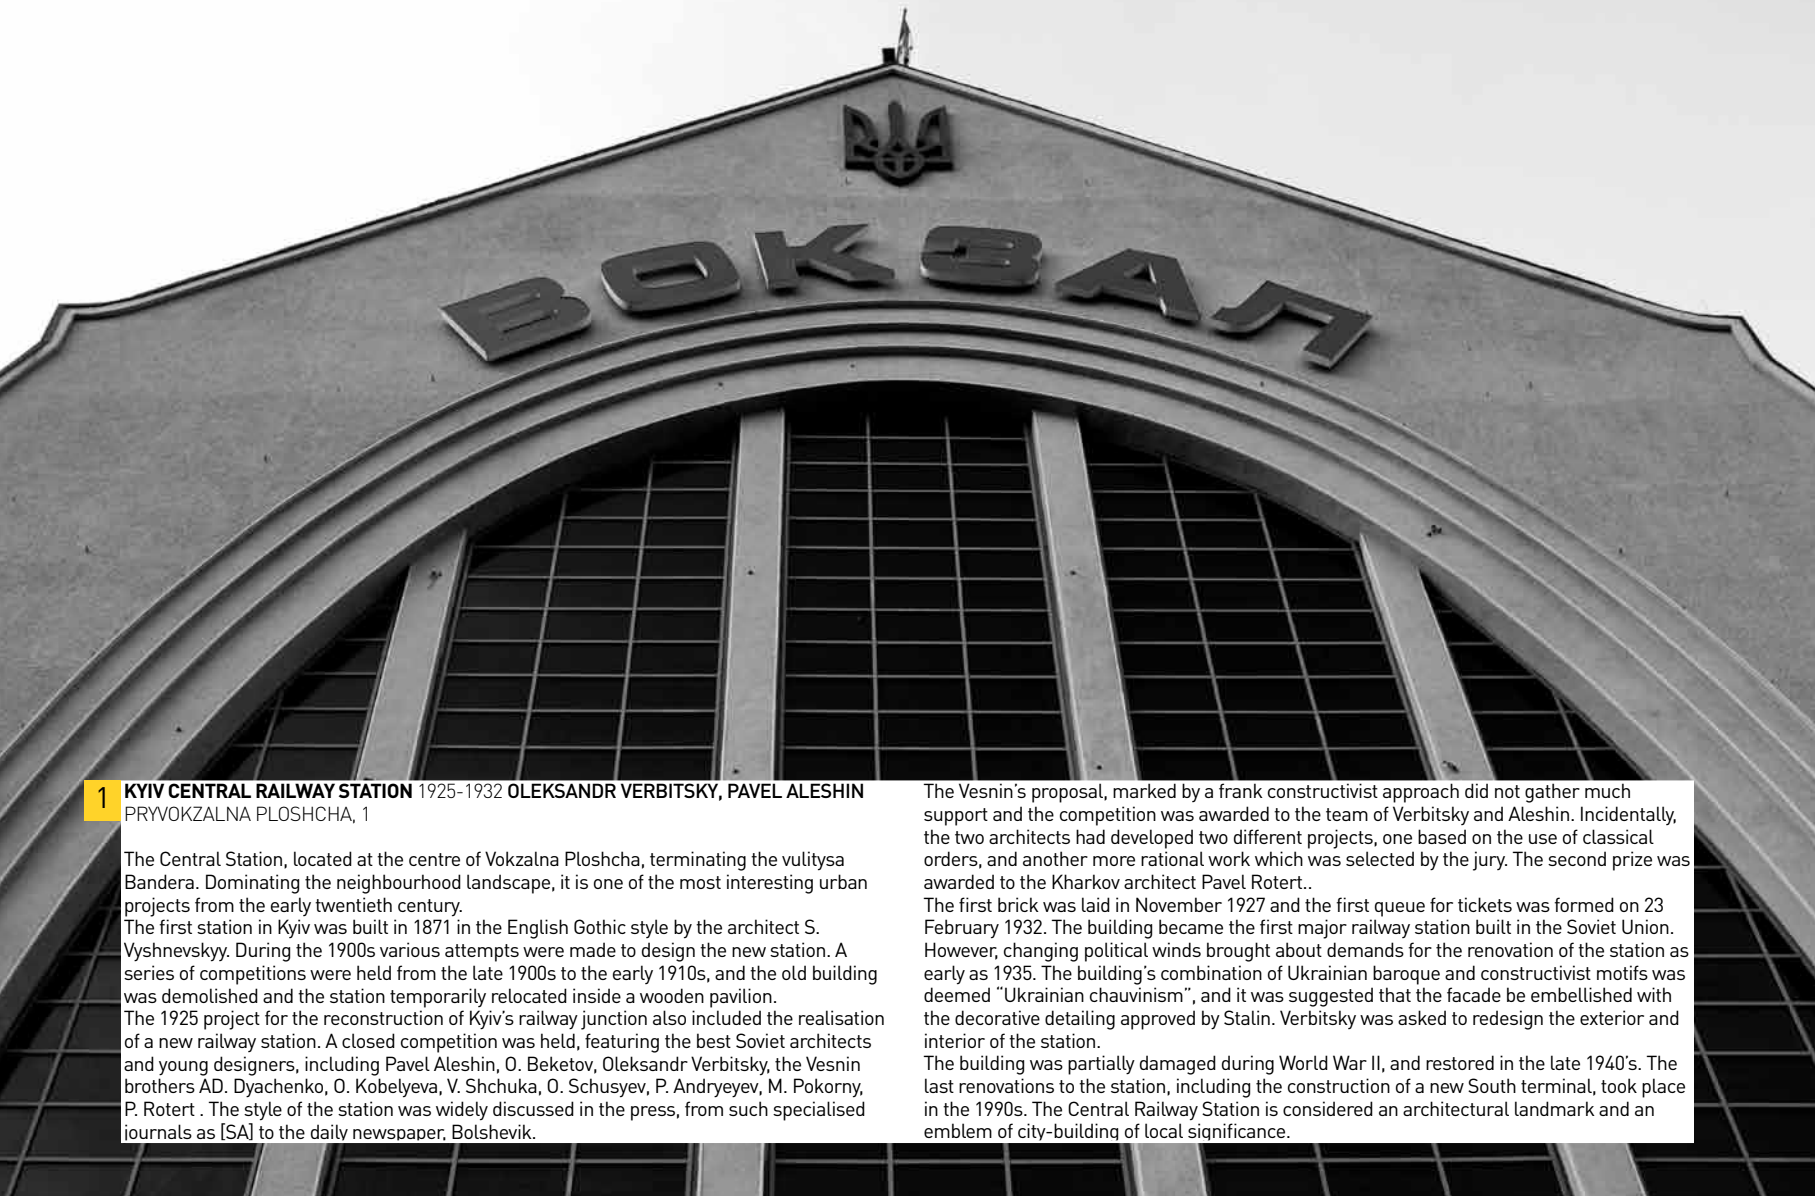 ВОКЗАЛ
1
KYIV CENTRAL RAILWAY STATION 1925-1932 OLEKSANDR VERBITSKY, PAVEL ALESHIN
PRYVOKZALNA PLOSHCHA, 1
The Central Station, located at the centre of Vokzalna Ploshcha, terminating the vulitysa
Bandera. Dominating the neighbourhood landscape, it is one of the most interesting urban
projects from the early twentieth century.
The first station in Kyiv was built in 1871 in the English Gothic style by the architect S.
Vyshnevskyy. During the 1900s various attempts were made to design the new station. A
series of competitions were held from the late 1900s to the early 1910s, and the old building
was demolished and the station temporarily relocated inside a wooden pavilion.
The 1925 project for the reconstruction of Kyiv's railway junction also included the realisation
of a new railway station. A closed competition was held, featuring the best Soviet architects
and young designers, including Pavel Aleshin, O. Beketov, Oleksandr Verbitsky, the Vesnin
brothers AD. Dyachenko, O. Kobelyeva, V. Shchuka, O. Schusyev, P. Andryeyev, M. Pokorny,
P. Rotert . The style of the station was widely discussed in the press, from such specialised
journals as [SA] to the daily newspaper, Bolshevik.
The Vesnin's proposal, marked by a frank constructivist approach did not gather much
support and the competition was awarded to the team of Verbitsky and Aleshin. Incidentally,
the two architects had developed two different projects, one based on the use of classical
orders, and another more rational work which was selected by the jury. The second prize was
awarded to the Kharkov architect Pavel Rotert..
The first brick was laid in November 1927 and the first queue for tickets was formed on 23
February 1932. The building became the first major railway station built in the Soviet Union.
However, changing political winds brought about demands for the renovation of the station as
early as 1935. The building's combination of Ukrainian baroque and constructivist motifs was
deemed “Ukrainian chauvinism”, and it was suggested that the facade be embellished with
the decorative detailing approved by Stalin. Verbitsky was asked to redesign the exterior and
interior of the station.
The building was partially damaged during World War II, and restored in the late 1940's. The
last renovations to the station, including the construction of a new South terminal, took place
in the 1990s. The Central Railway Station is considered an architectural landmark and an
emblem of city-building of local significance.